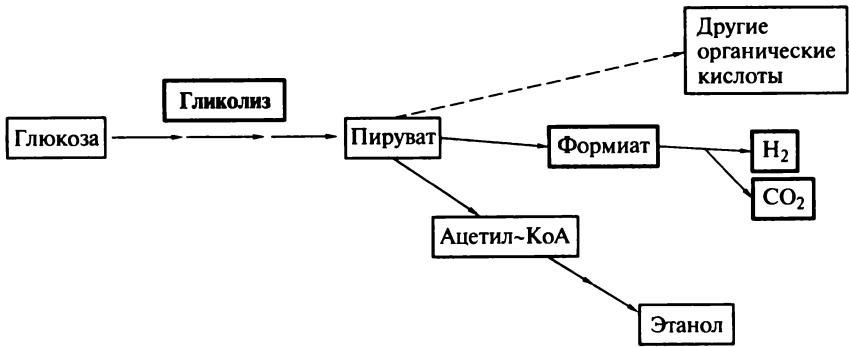 Другие
органические
кислоты
Гликолиз
Глюкоза
Пируват
Формиат
H₂
CO₂
Ацетил~КоА
Этанол